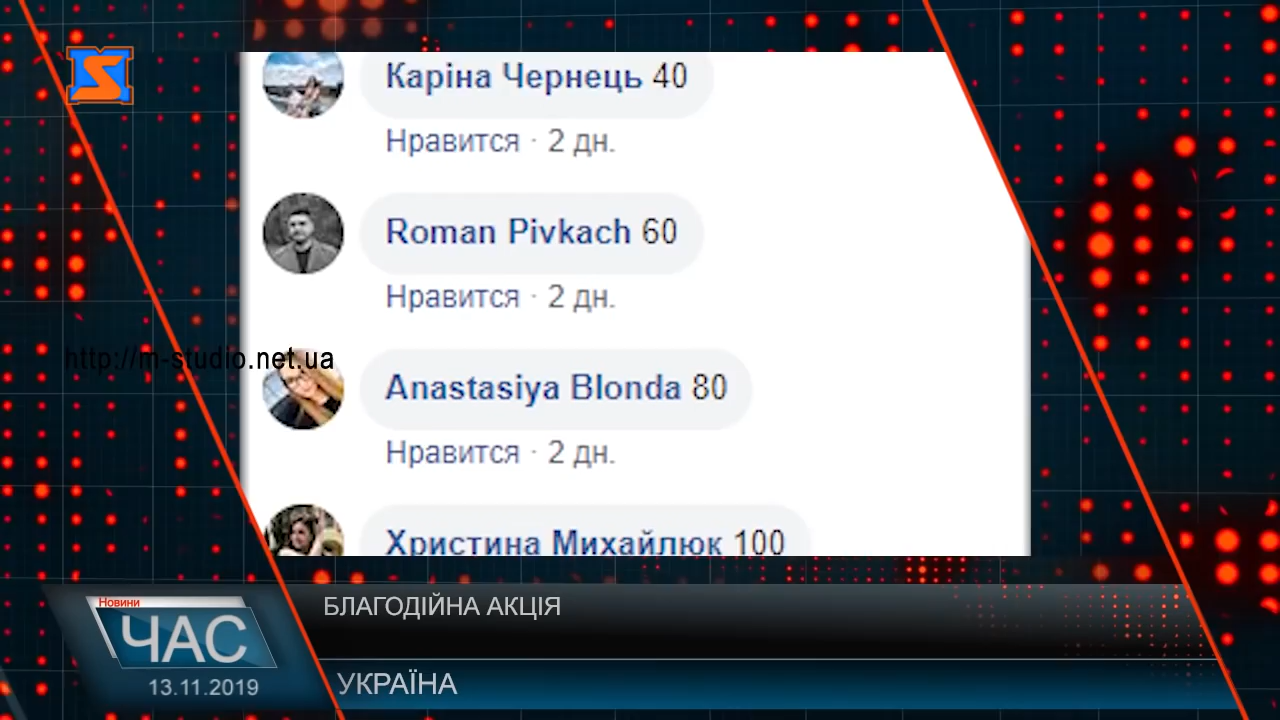 Каріна Чернець 40
Нравится · 2 дн.
Roman Pivkach 60
Нравится · 2 дн.
http://m-studio.net.ua
Anastasiya Blonda 80
Нравится · 2 дн.
Христина Михайлюк 100
Новини
ЧАС
13.11.2019
БЛАГОДІЙНА АКЦІЯ
УКРАЇНА